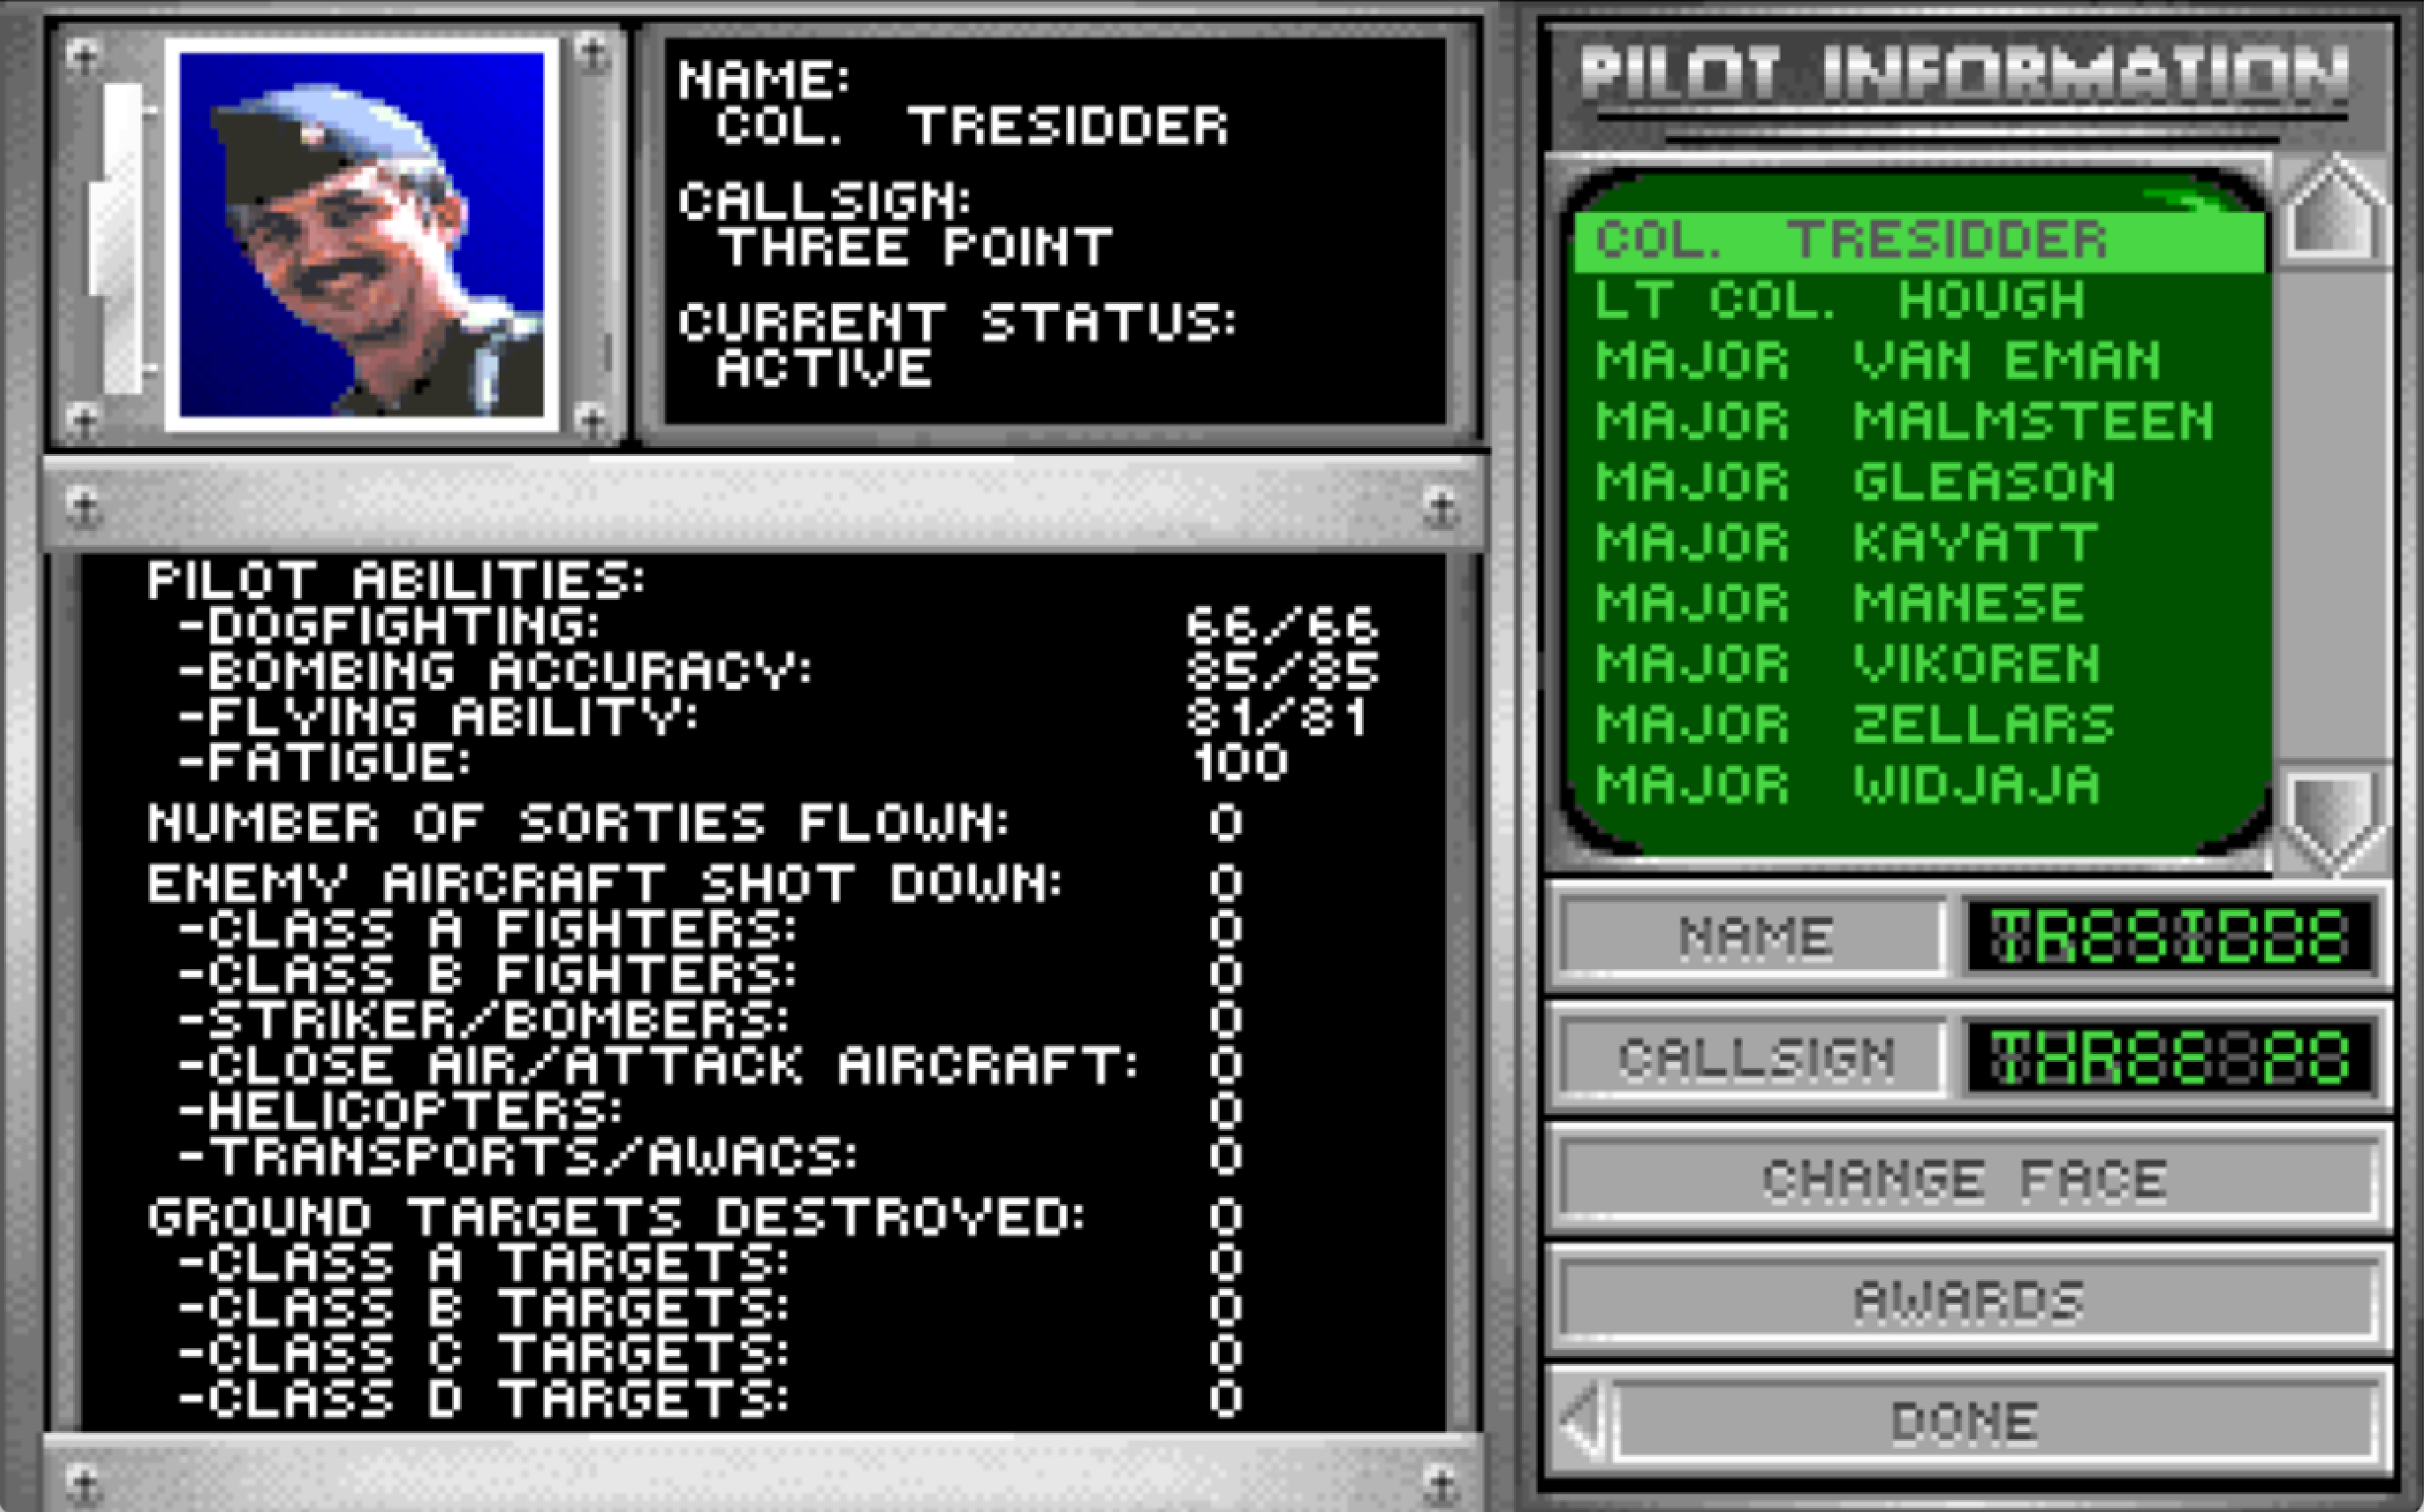 NAME:
COL. TRESIDDER
CALLSIGN:
THREE POINT
CURRENT STATUS:
ACTIVE
PILOT ABILITIES:
-DOGFIGHTING: 66/66
-BOMBING ACCURACY: 85/85
-FLYING ABILITY: 81/81
-FATIGUE: 100
NUMBER OF SORTIES FLOWN: 0
ENEMY AIRCRAFT SHOT DOWN: 0
-CLASS A FIGHTERS: 0
-CLASS B FIGHTERS: 0
-STRIKER/BOMBERS: 0
-CLOSE AIR/ATTACK AIRCRAFT: 0
-HELICOPTERS: 0
-TRANSPORTS/AWACS: 0
GROUND TARGETS DESTROYED: 0
-CLASS A TARGETS: 0
-CLASS B TARGETS: 0
-CLASS C TARGETS: 0
-CLASS D TARGETS: 0
PILOT INFORMATION
COL. TRESIDDER
LT COL. HOUGH
MAJOR VAN EMAN
MAJOR MALMSTEEN
MAJOR GLEASON
MAJOR KAYATT
MAJOR MANESE
MAJOR VIKOREN
MAJOR ZELLARS
MAJOR WIDJAJA
NAME TRESIDDE
CALLSIGN THREE PO
CHANGE FACE
AWARDS
DONE